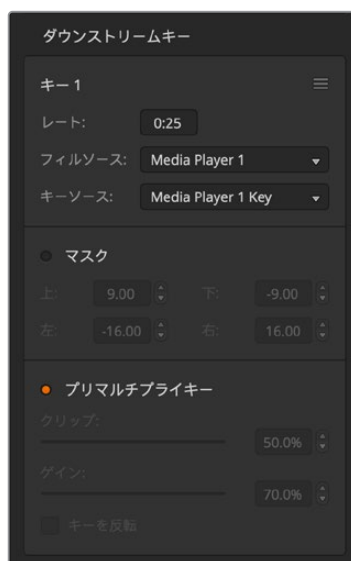 ダウンストリームキー
キー 1
レート: 0:25
フィルソース: Media Player 1
キーソース: Media Player 1 Key
マスク
上: 9.00 下: -9.00
左: -16.00 右: 16.00
プリマルチプライキー
クリップ:
50.0%
ゲイン:
70.0%
キーを反転